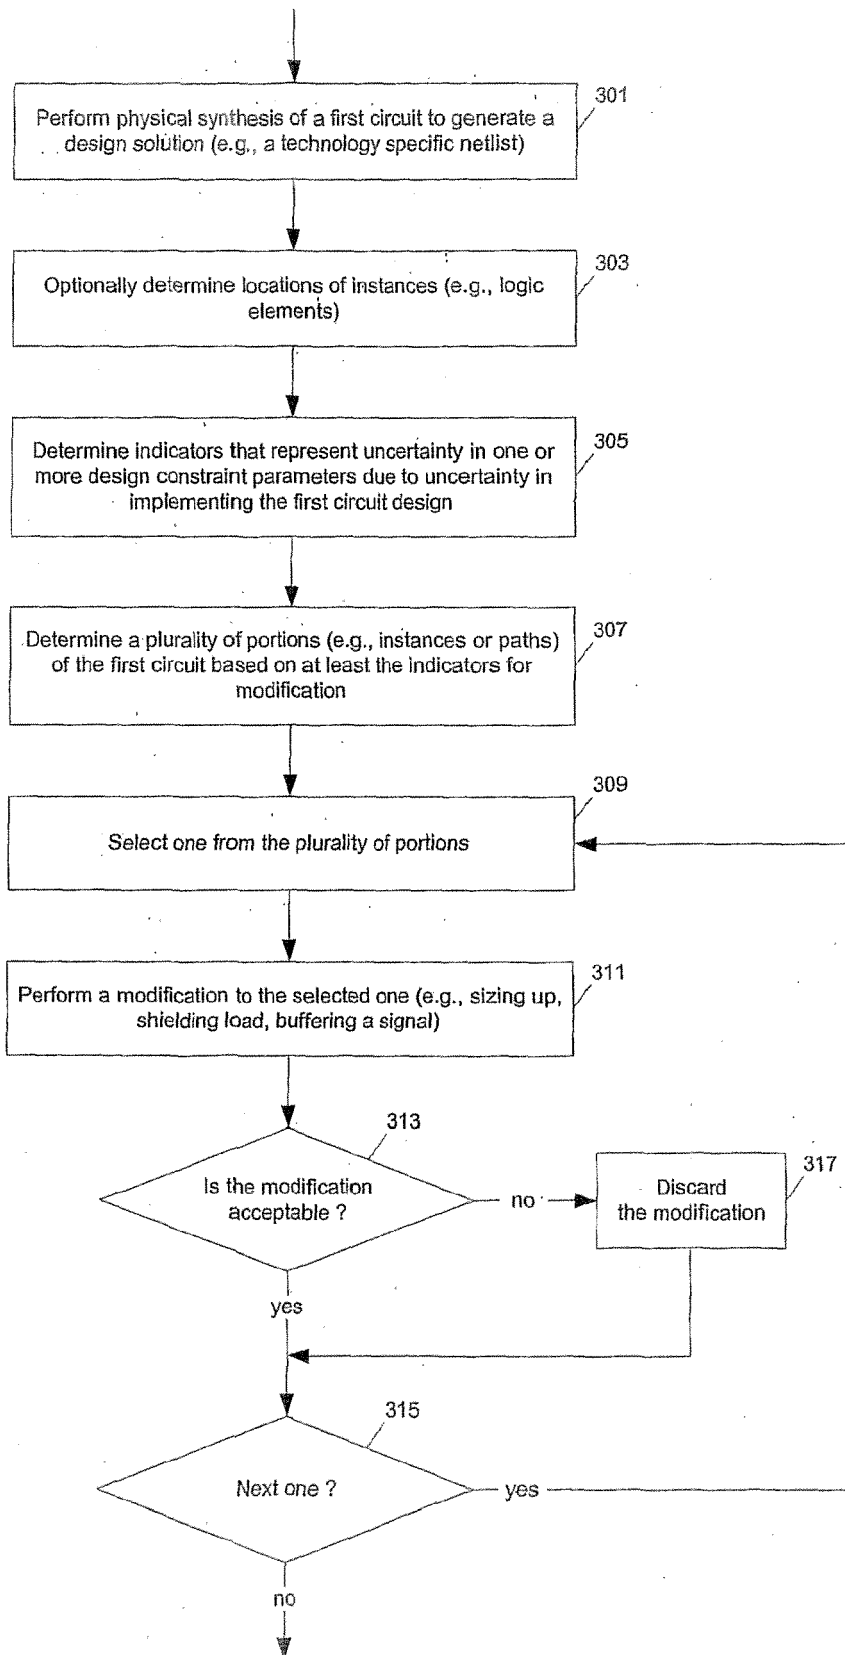 301
Perform physical synthesis of a first circuit to generate a
design solution (e.g., a technology specific netlist)
303
Optionally determine locations of instances (e.g., logic
elements)
305
Determine indicators that represent uncertainty in one or
more design constraint parameters due to uncertainty in
implementing the first circuit design
307
Determine a plurality of portions (e.g., instances or paths)
of the first circuit based on at least the indicators for
modification
309
Select one from the plurality of portions
311
Perform a modification to the selected one (e.g., sizing up,
shielding load, buffering a signal)
313
Is the modification
acceptable ?
no
317
Discard
the modification
yes
315
Next one ?
yes
no